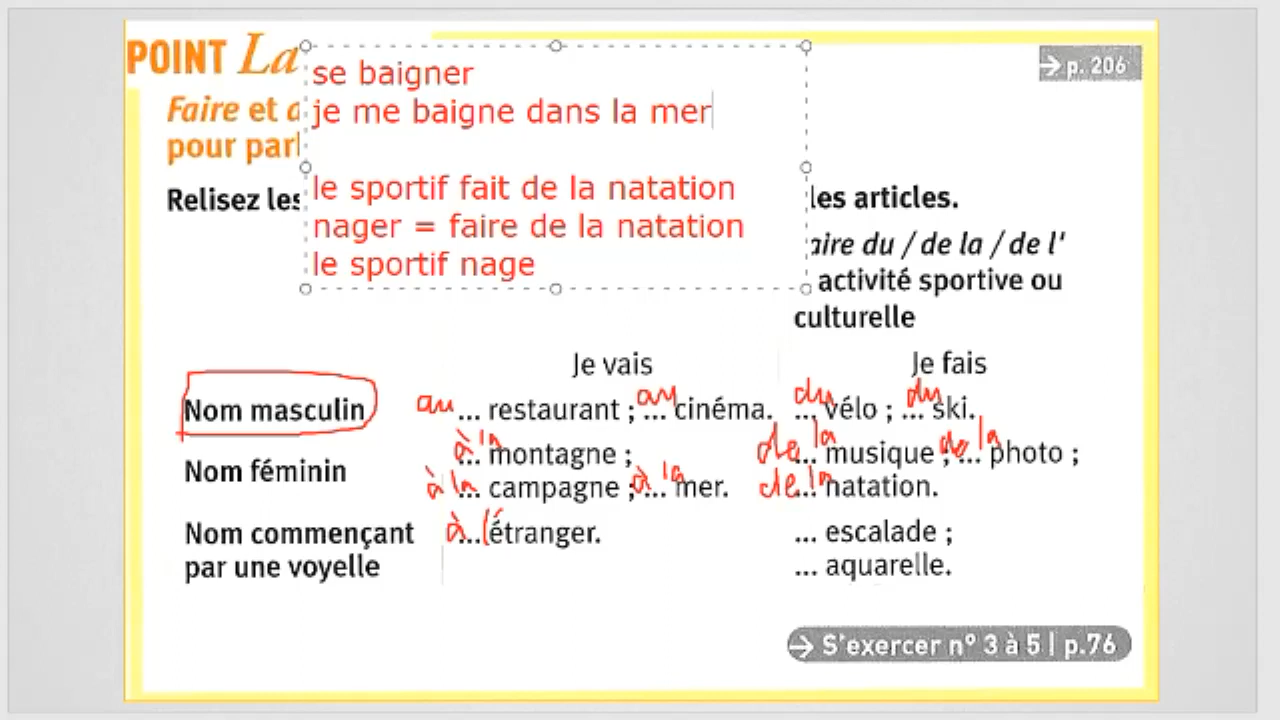 POINT La
p. 206
se baigner
je me baigne dans la mer
Faire et
pour parl
le sportif fait de la natation
nager = faire de la natation
le sportif nage
Relisez les
les articles.
aire du / de la / de l'
activité sportive ou
culturelle
Je vais
Je fais
Nom masculin
au ... restaurant ; au ... cinéma.
du ... vélo ; du ... ski.
Nom féminin
à la ... montagne ;
à la ... campagne ; à la ... mer.
de la ... musique ; de la ... photo ;
de la ... natation.
Nom commençant
par une voyelle
à l' ... étranger.
... escalade ;
... aquarelle.
S'exercer n° 3 à 5 | p.76